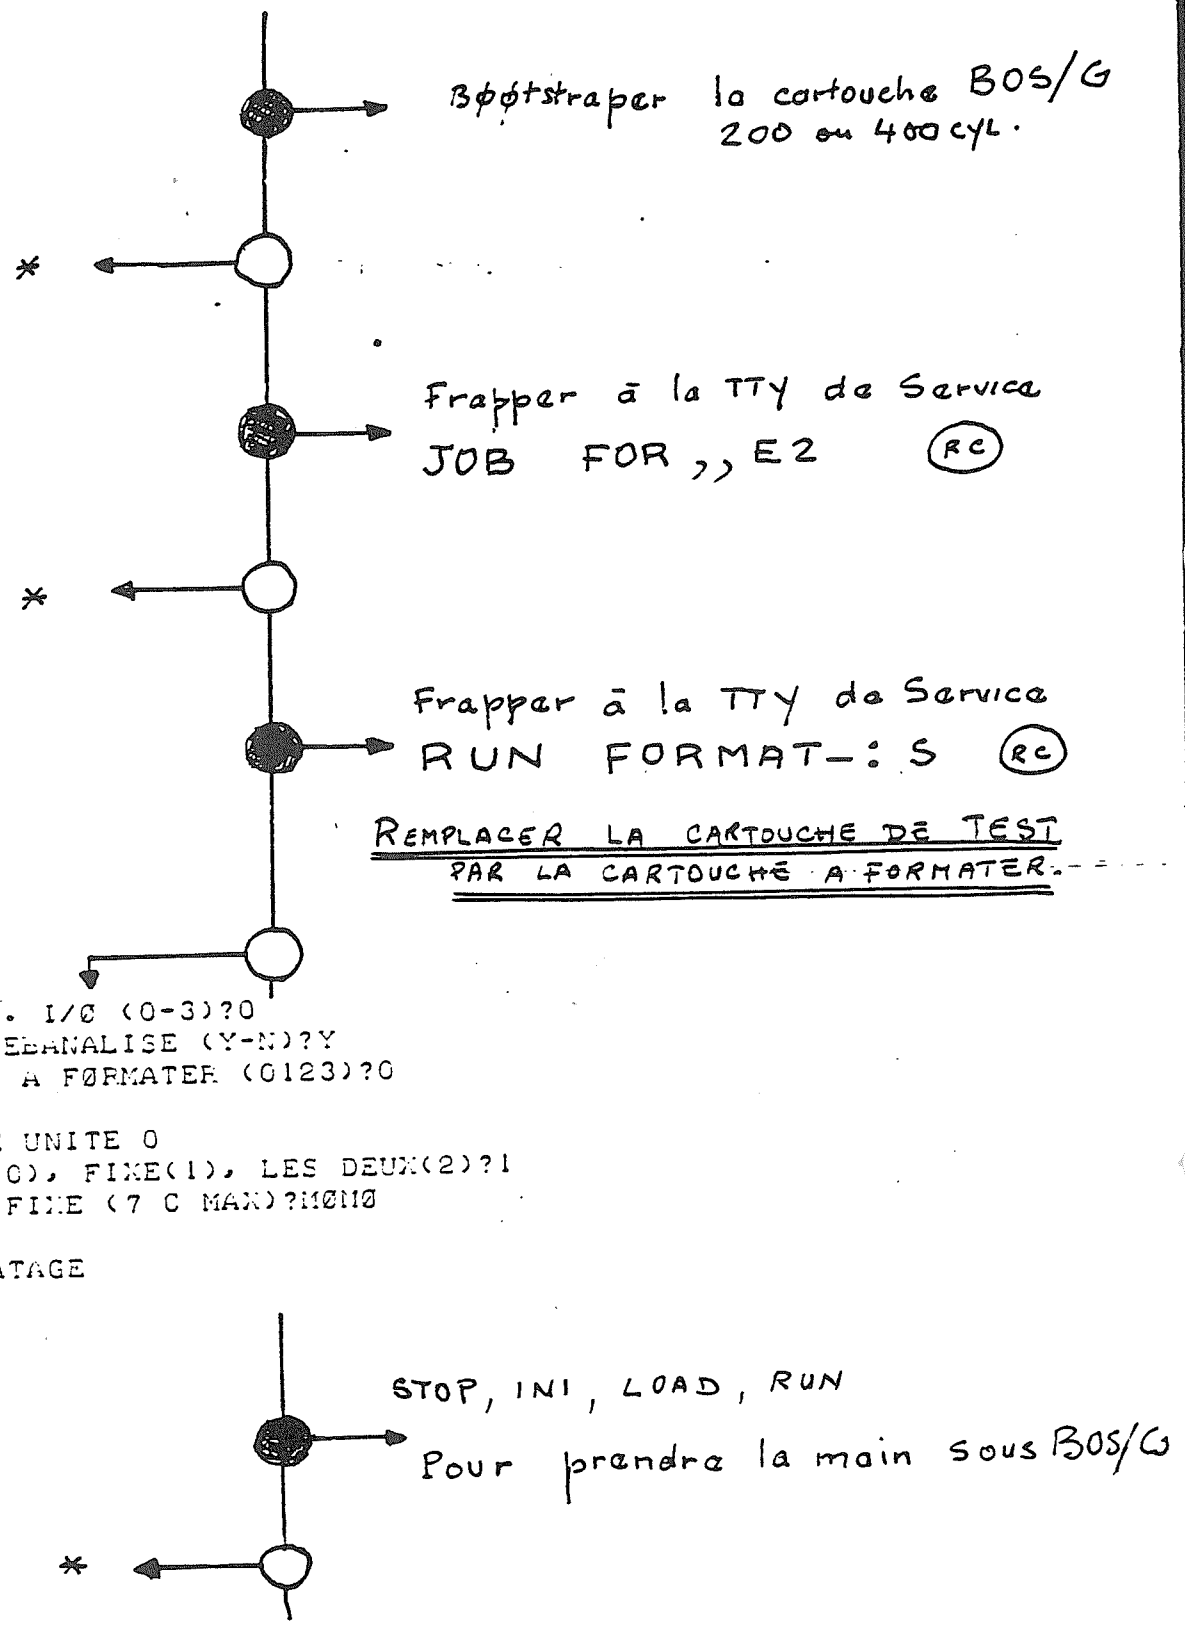 Bøøtstraper la cartouche BOS/G
200 ou 400 CYL.
*
Frapper à la TTY de Service
JOB FOR ,, E2 RC
*
Frapper à la TTY de Service
RUN FORMAT-: S RC
REMPLACER LA CARTOUCHE DE TEST
PAR LA CARTOUCHE A FORMATER.
. I/Ø (0-3)?0
EBANALISE (Y-N)?Y
A FØRMATER (0123)?0
UNITE 0
0), FIXE(1), LES DEUX(2)?1
FIXE (7 C MAX)?MØMØ
ATAGE
STOP, INI, LOAD, RUN
Pour prendre la main sous BOS/G
*